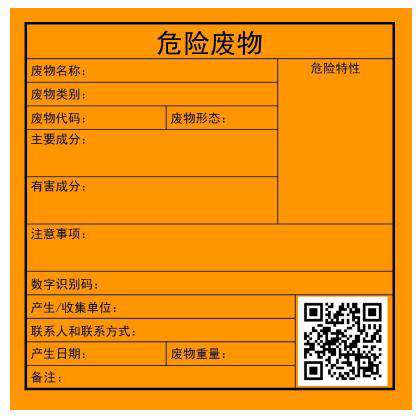 危险废物
废物名称：
危险特性
废物类别：
废物代码：
废物形态：
主要成分：
有害成分：
注意事项：
数字识别码：
产生/收集单位：
联系人和联系方式：
产生日期：
废物重量：
备注：